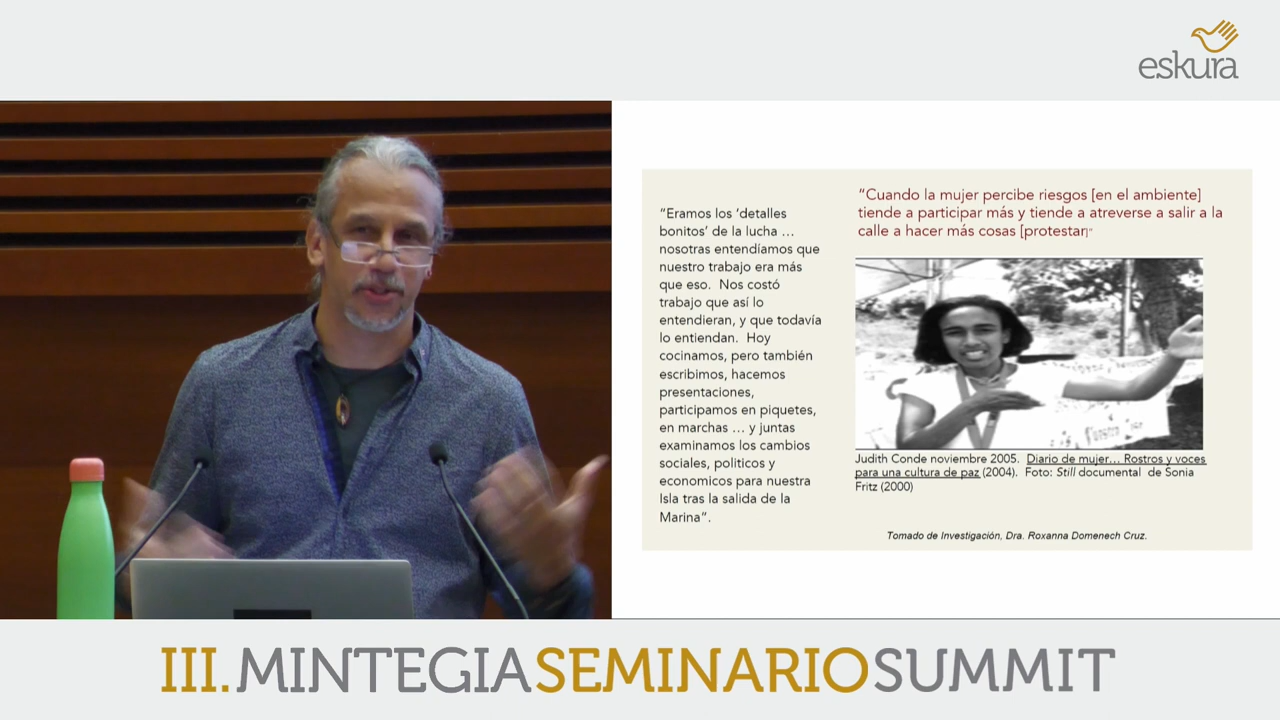 eskura
“Eramos los ‘detalles
bonitos’ de la lucha …
nosotras entendíamos que
nuestro trabajo era más
que eso.  Nos costó
trabajo que así lo
entendieran, y que todavía
lo entiendan.  Hoy
cocinamos, pero también
escribimos, hacemos
presentaciones,
participamos en piquetes,
en marchas … y juntas
examinamos los cambios
sociales, politicos y
economicos para nuestra
Isla tras la salida de la
Marina”.
“Cuando la mujer percibe riesgos [en el ambiente]
tiende a participar más y tiende a atreverse a salir a la
calle a hacer más cosas [protestar]”
Judith Conde noviembre 2005.  Diario de mujer… Rostros y voces
para una cultura de paz (2004).  Foto: Still documental  de Sonia
Fritz (2000)
Tomado de Investigación, Dra. Roxanna Domenech Cruz.
III.MINTEGIASEMINARIOSUMMIT